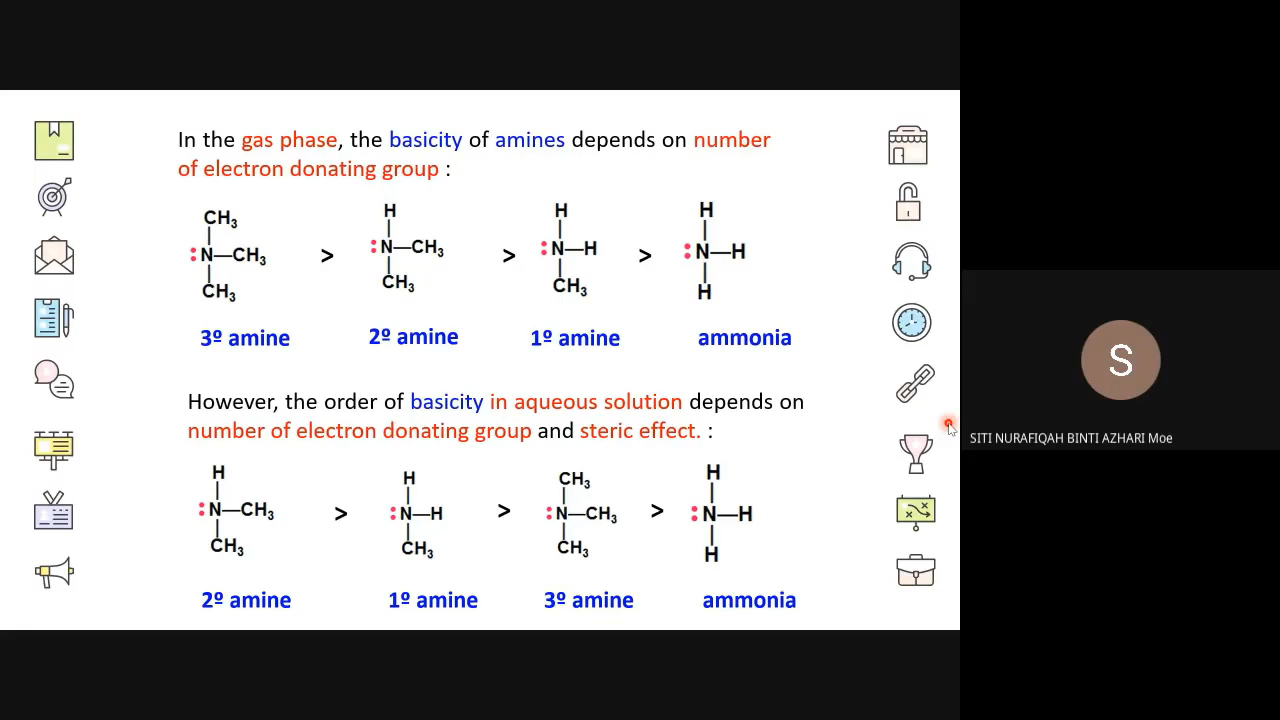 In the gas phase, the basicity of amines depends on number
of electron donating group :
CH3 H H H
:N—CH3 > :N—CH3 > :N—H > :N—H
CH3 CH3 CH3 H
3º amine 2º amine 1º amine ammonia
However, the order of basicity in aqueous solution depends on
number of electron donating group and steric effect. :
H H CH3 H
:N—CH3 > :N—H > :N—CH3 > :N—H
CH3 CH3 CH3 H
2º amine 1º amine 3º amine ammonia
S
SITI NURAFIQAH BINTI AZHARI Moe